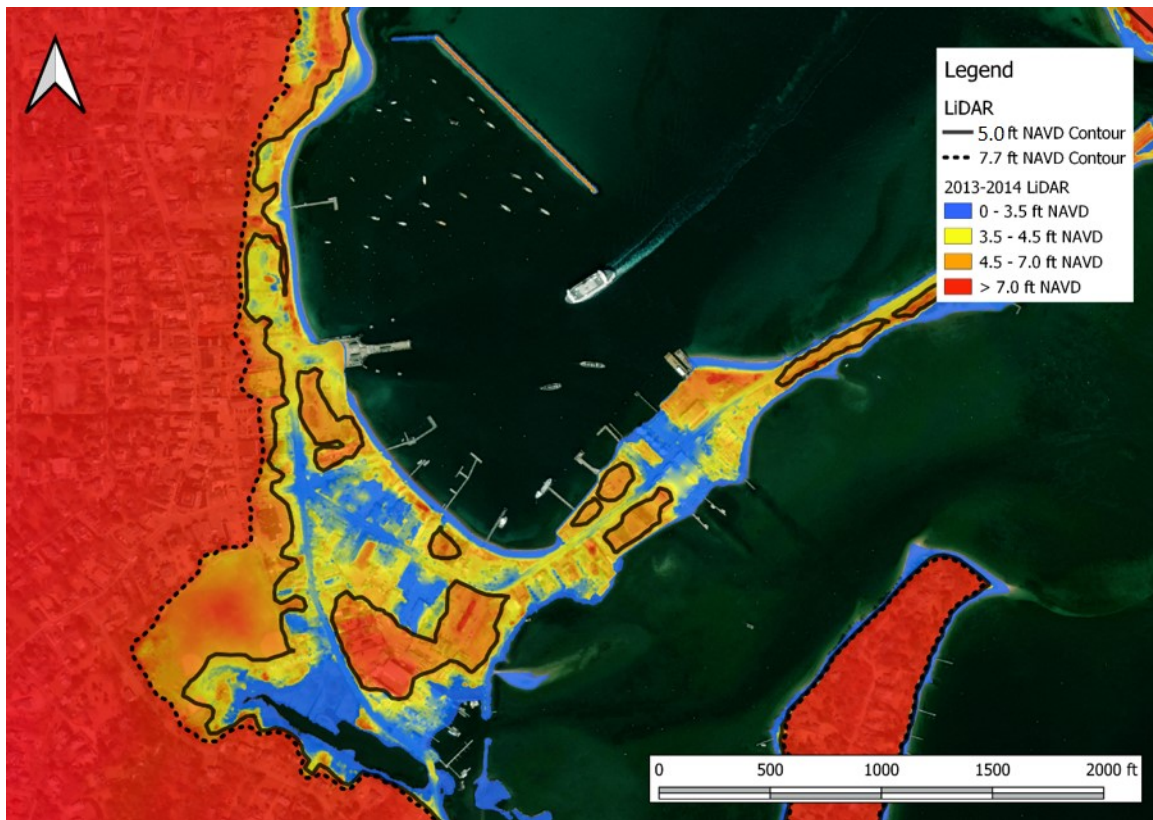 Legend
LiDAR
5.0 ft NAVD Contour
7.7 ft NAVD Contour
2013-2014 LiDAR
0 - 3.5 ft NAVD
3.5 - 4.5 ft NAVD
4.5 - 7.0 ft NAVD
> 7.0 ft NAVD
0 500 1000 1500 2000 ft